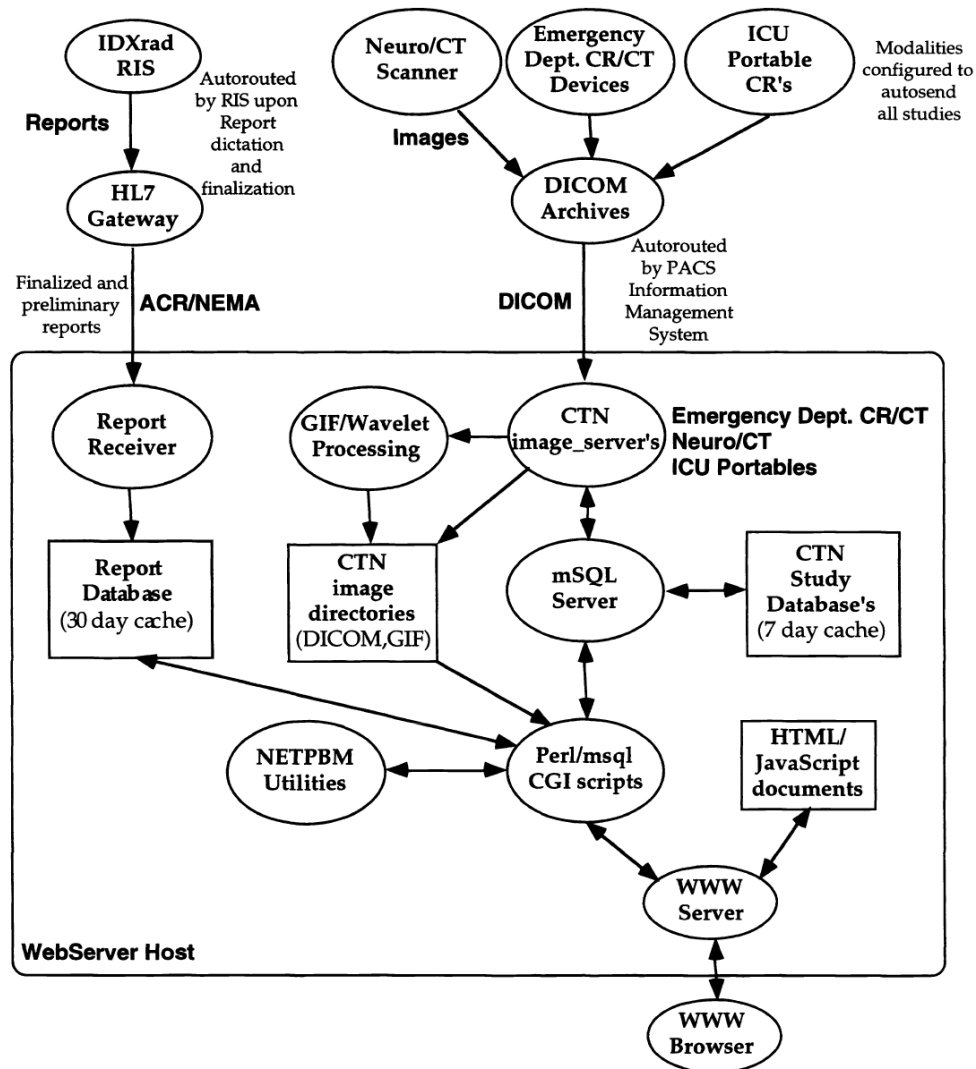 IDXrad
RIS
Autorouted
by RIS upon
Report
dictation
and
finalization
Reports
HL7
Gateway
Neuro/CT
Scanner
Emergency
Dept. CR/CT
Devices
ICU
Portable
CR's
Modalities
configured to
autosend
all studies
Images
DICOM
Archives
Finalized and
preliminary
reports
ACR/NEMA
DICOM
Autorouted
by PACS
Information
Management
System
Report
Receiver
GIF/Wavelet
Processing
CTN
image_server's
Emergency Dept. CR/CT
Neuro/CT
ICU Portables
Report
Database
(30 day cache)
CTN
image
directories
(DICOM,GIF)
mSQL
Server
CTN
Study
Database's
(7 day cache)
NETPBM
Utilities
Perl/msql
CGI scripts
HTML/
JavaScript
documents
WWW
Server
WebServer Host
WWW
Browser